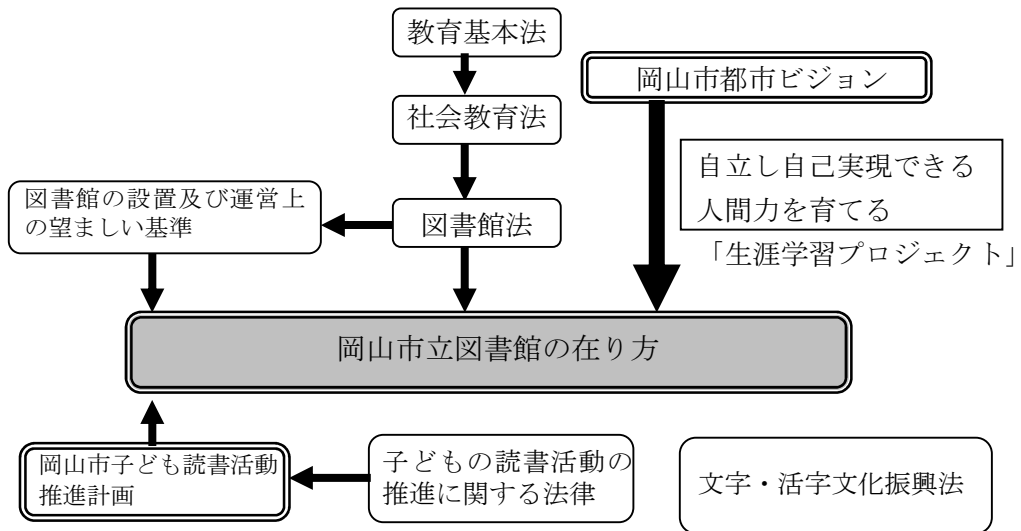 教育基本法
岡山市都市ビジョン
社会教育法
自立し自己実現できる
人間力を育てる
「生涯学習プロジェクト」
図書館の設置及び運営上
の望ましい基準
図書館法
岡山市立図書館の在り方
岡山市子ども読書活動
推進計画
子どもの読書活動の
推進に関する法律
文字・活字文化振興法